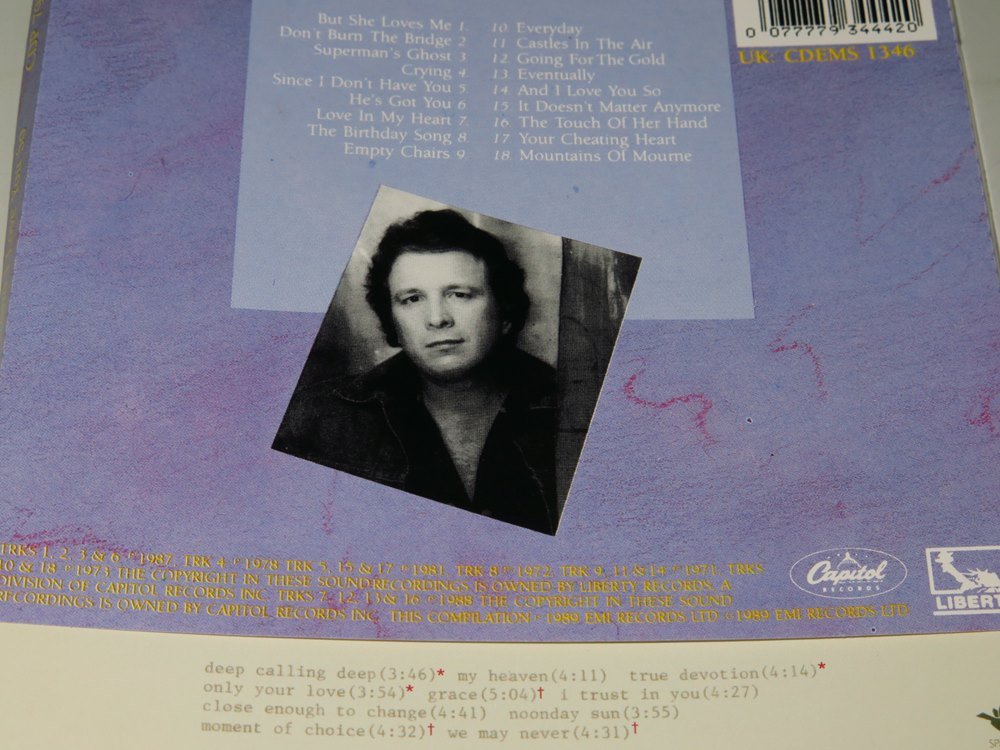 But She Loves Me 1.
Don't Burn The Bridge 2
Superman's Ghost 3
Crying 4.
Since I Don't Have You 5.
He's Got You 6
Love In My Heart 7.
The Birthday Song 8
Empty Chairs 9.
10 Everyday
11 Castles In The Air
12. Going For The Gold
13. Eventually
14 And I Love You So
15 It Doesn't Matter Anymore
16. The Touch Of Her Hand
17 Your Cheating Heart
18. Mountains Of Mourne
0 077779 344420
UK: CDEMS 1346
TRKS 1, 2, 3 & 6 ℗1987. TRK 4 ℗1978 TRK 5, 15 & 17 ℗1981. TRK 8 ℗1972. TRK 9, 11 & 14 ℗1971. TRKS
10 & 18 ℗1973 THE COPYRIGHT IN THESE SOUND RECORDINGS IS OWNED BY LIBERTY RECORDS, A
DIVISION OF CAPITOL RECORDS INC. TRKS 7, 12, 13 & 16 ℗1988 THE COPYRIGHT IN THESE SOUND
RECORDINGS IS OWNED BY CAPITOL RECORDS INC. THIS COMPILATION ℗1989 EMI RECORDS LTD ©1989 EMI RECORDS LTD
Capitol
RECORDS
LIBERT
deep calling deep(3:46)* my heaven(4:11) true devotion(4:14)*
only your love(3:54)* grace(5:04)† i trust in you(4:27)
close enough to change(4:41) noonday sun(3:55)
moment of choice(4:32)† we may never(4:31)†